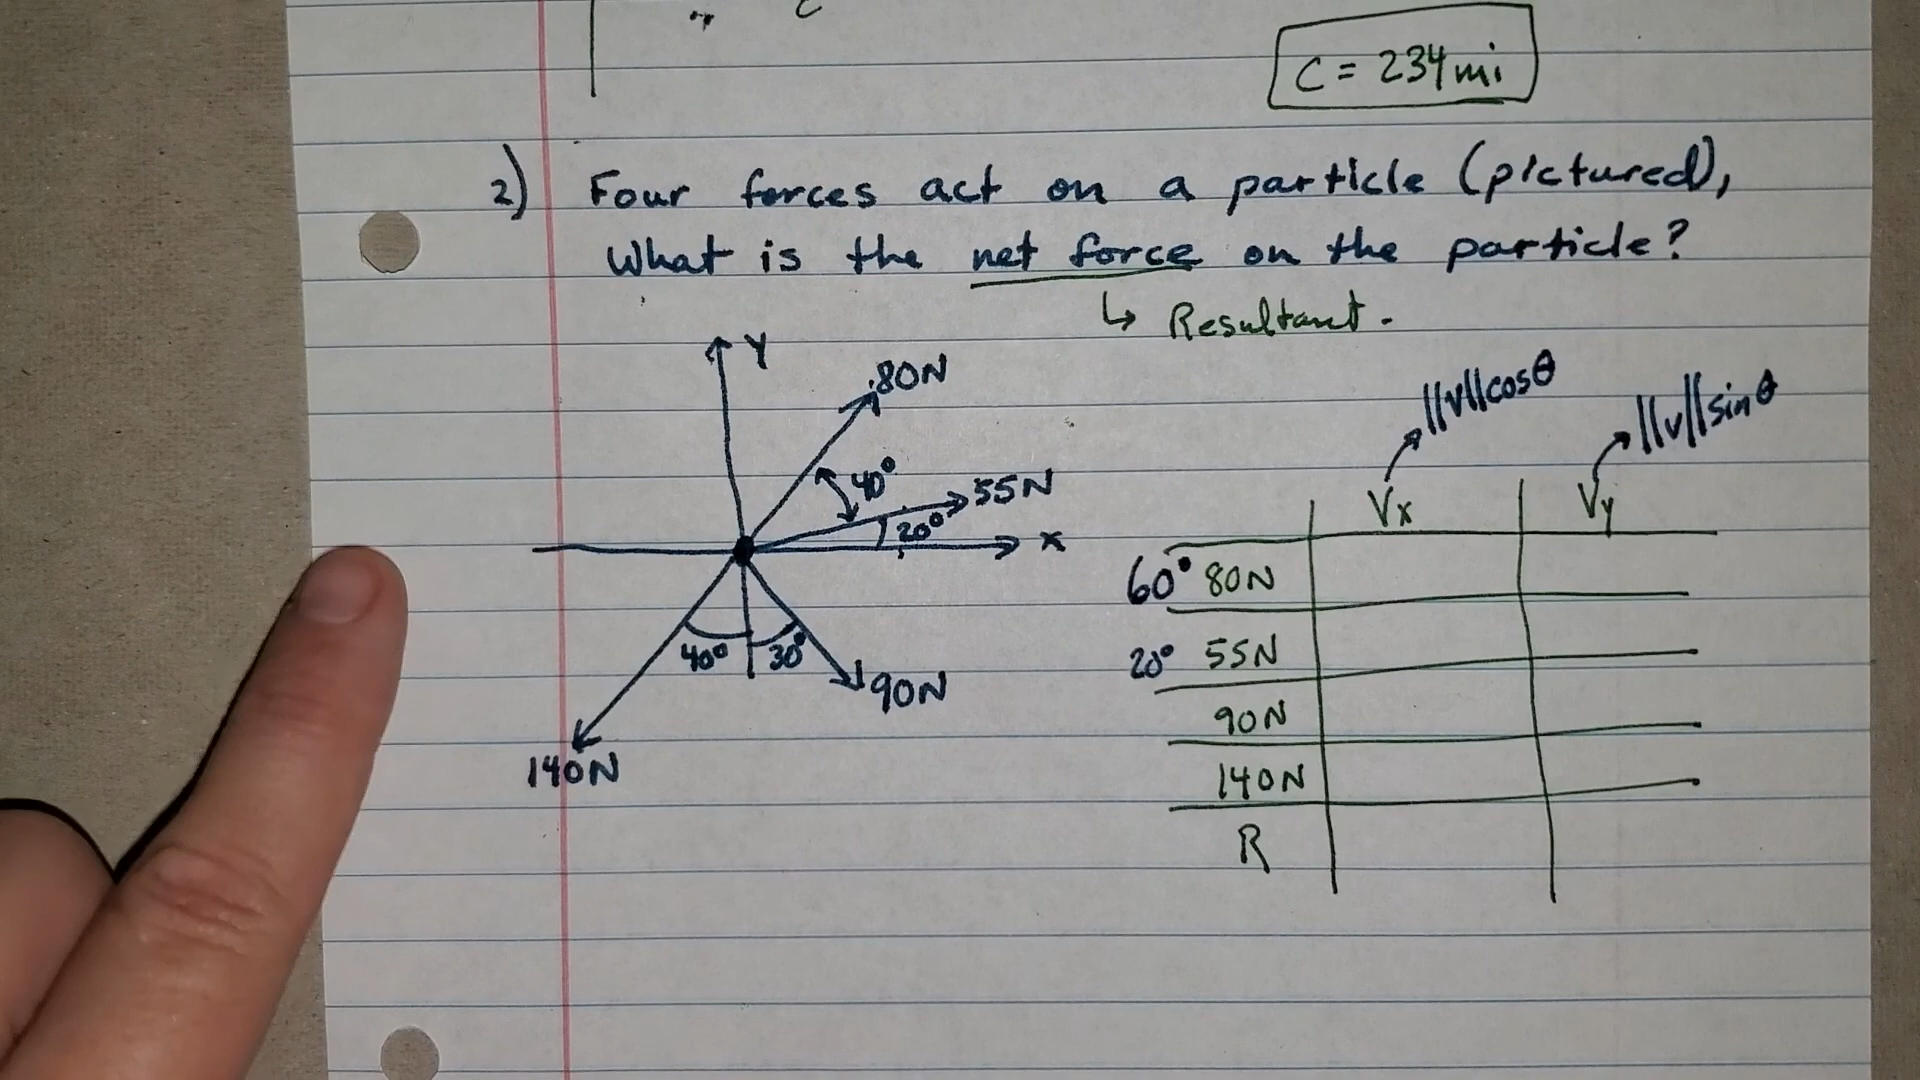 C = 234 mi
2) Four forces act on a particle (pictured),
What is the net force on the particle?
↳ Resultant.
Y
80N
40°
55N
20°
X
40°
30°
90N
140N
||v||cosθ
||v||sinθ
Vx Vy
60° 80N
20° 55N
90N
140N
R